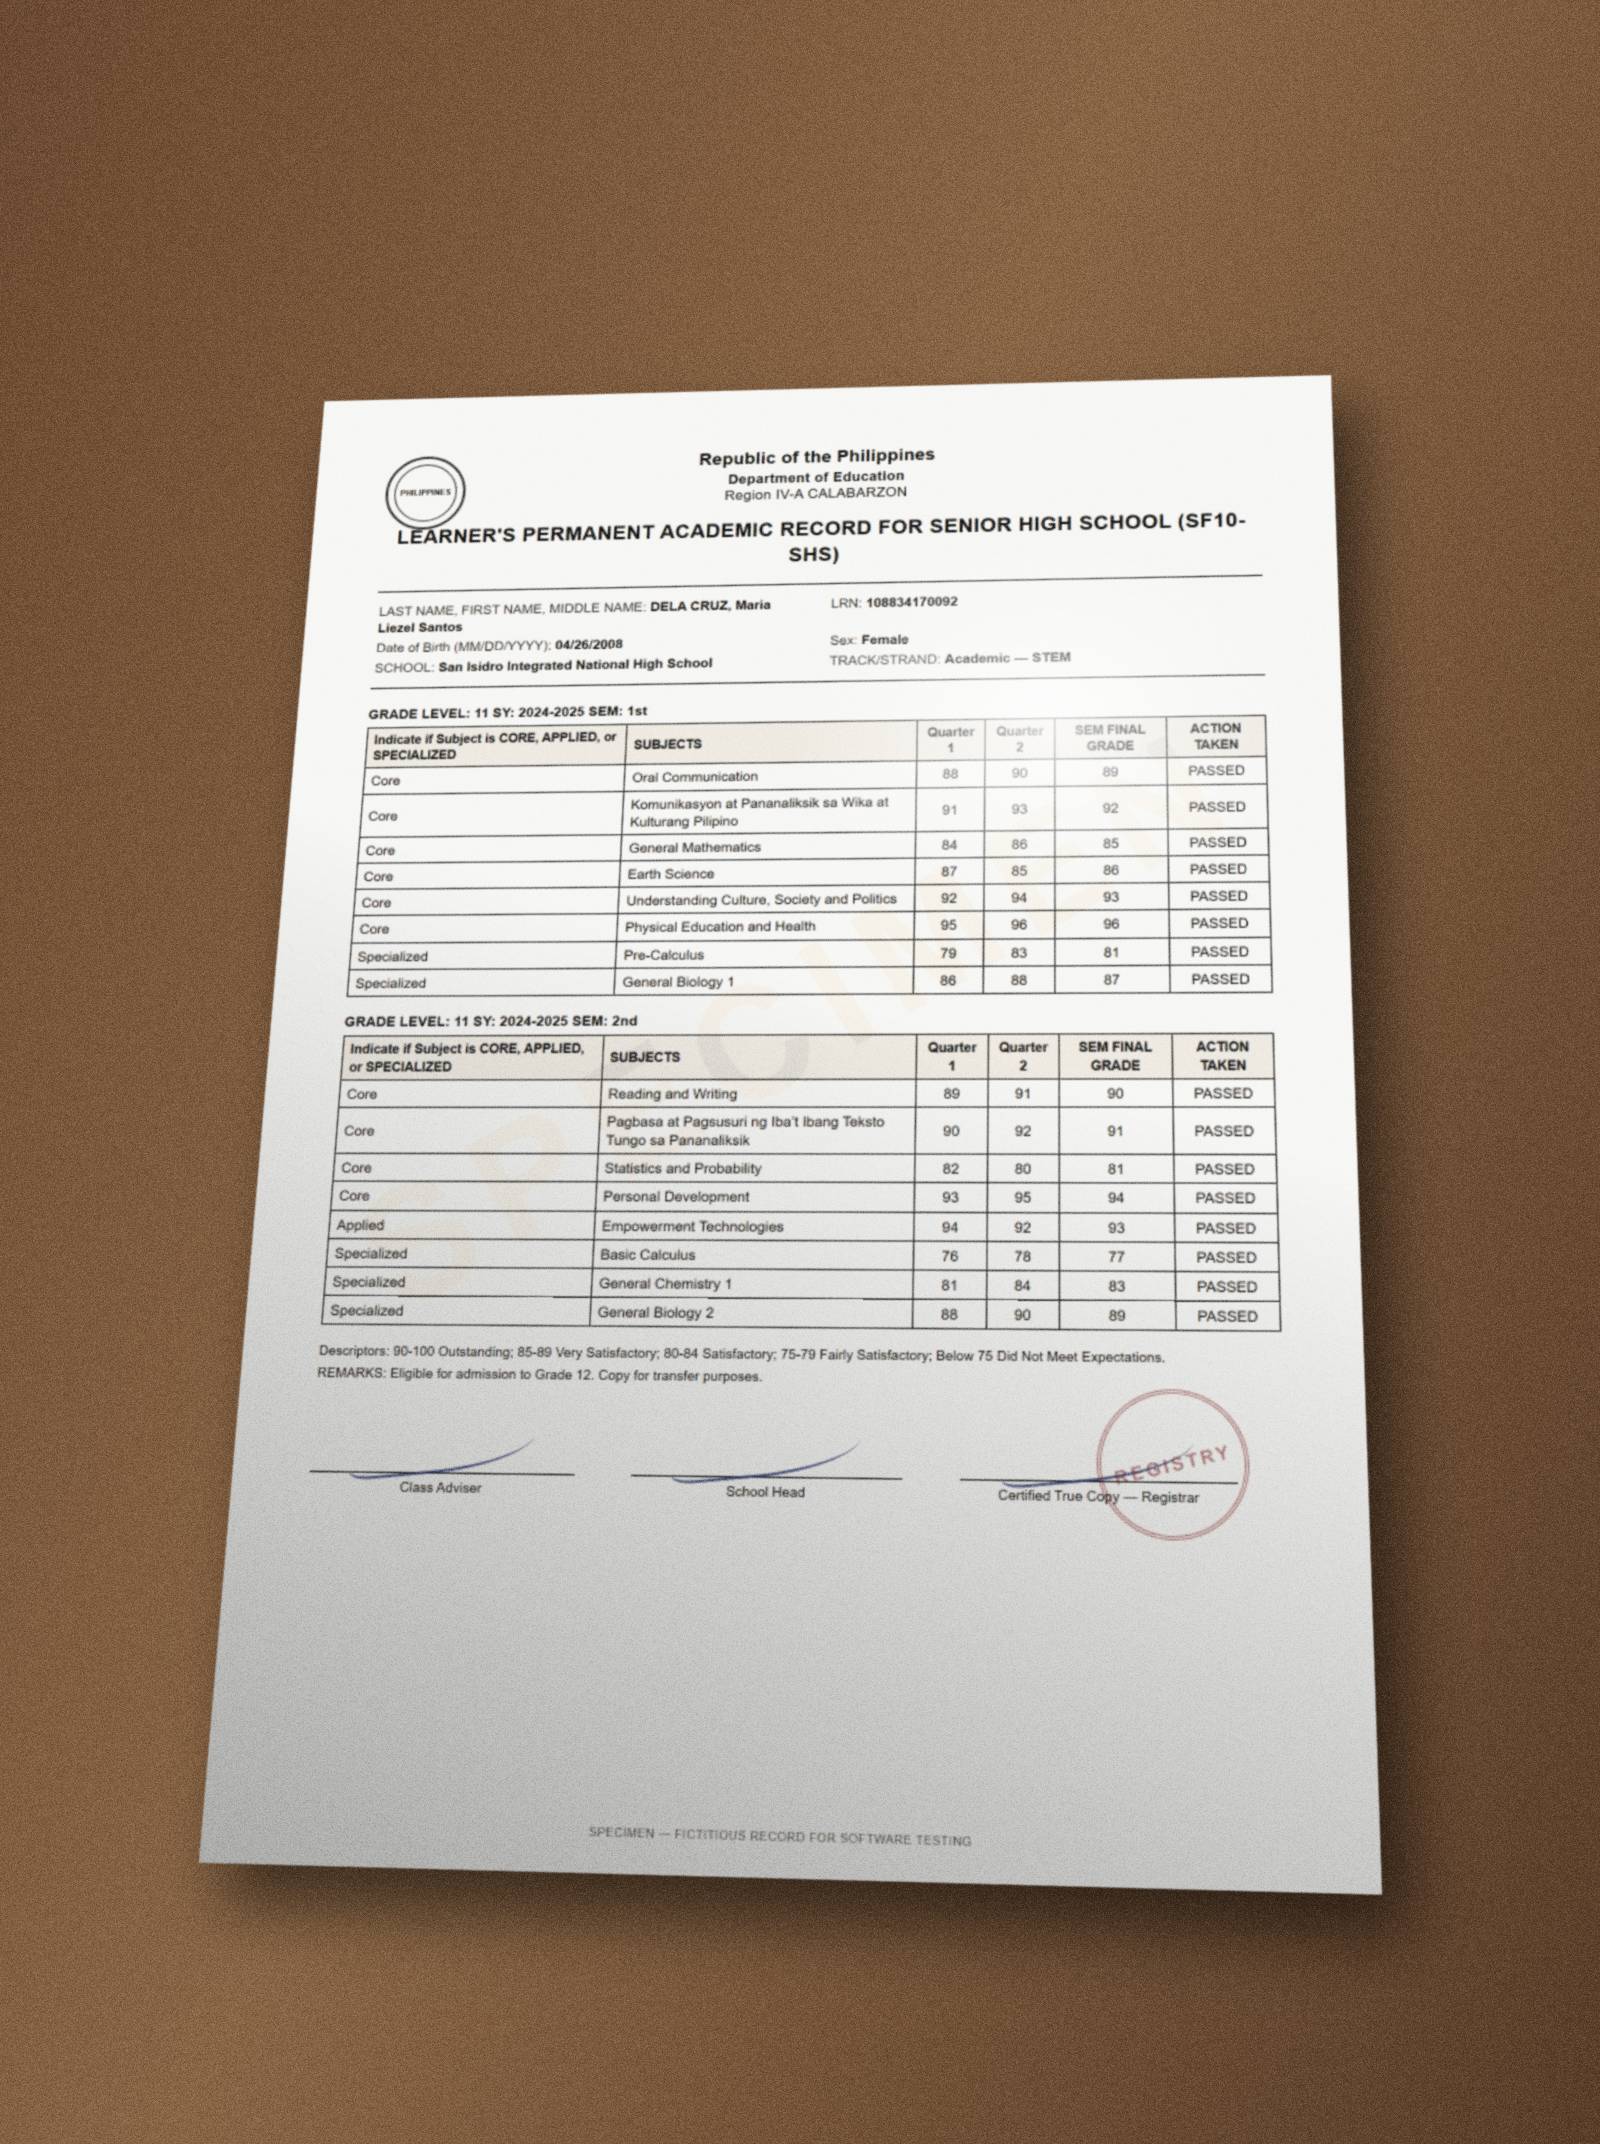 PHILIPPINES
Republic of the Philippines
Department of Education
Region IV-A CALABARZON
LEARNER'S PERMANENT ACADEMIC RECORD FOR SENIOR HIGH SCHOOL (SF10-
SHS)
LAST NAME, FIRST NAME, MIDDLE NAME: DELA CRUZ, Maria LRN: 108834170092
Liezel Santos
Date of Birth (MM/DD/YYYY): 04/26/2008 Sex: Female
SCHOOL: San Isidro Integrated National High School TRACK/STRAND: Academic — STEM
GRADE LEVEL: 11 SY: 2024-2025 SEM: 1st
Indicate if Subject is CORE, APPLIED, or SPECIALIZED SUBJECTS Quarter 1 Quarter 2 SEM FINAL GRADE ACTION TAKEN
Core Oral Communication 88 90 89 PASSED
Core Komunikasyon at Pananaliksik sa Wika at Kulturang Pilipino 91 93 92 PASSED
Core General Mathematics 84 86 85 PASSED
Core Earth Science 87 85 86 PASSED
Core Understanding Culture, Society and Politics 92 94 93 PASSED
Core Physical Education and Health 95 96 96 PASSED
Specialized Pre-Calculus 79 83 81 PASSED
Specialized General Biology 1 86 88 87 PASSED
GRADE LEVEL: 11 SY: 2024-2025 SEM: 2nd
Indicate if Subject is CORE, APPLIED, or SPECIALIZED SUBJECTS Quarter 1 Quarter 2 SEM FINAL GRADE ACTION TAKEN
Core Reading and Writing 89 91 90 PASSED
Core Pagbasa at Pagsusuri ng Iba't Ibang Teksto Tungo sa Pananaliksik 90 92 91 PASSED
Core Statistics and Probability 82 80 81 PASSED
Core Personal Development 93 95 94 PASSED
Applied Empowerment Technologies 94 92 93 PASSED
Specialized Basic Calculus 76 78 77 PASSED
Specialized General Chemistry 1 81 84 83 PASSED
Specialized General Biology 2 88 90 89 PASSED
SPECIMEN
Descriptors: 90-100 Outstanding; 85-89 Very Satisfactory; 80-84 Satisfactory; 75-79 Fairly Satisfactory; Below 75 Did Not Meet Expectations.
REMARKS: Eligible for admission to Grade 12. Copy for transfer purposes.
REGISTRY
Class Adviser School Head Certified True Copy — Registrar
SPECIMEN — FICTITIOUS RECORD FOR SOFTWARE TESTING